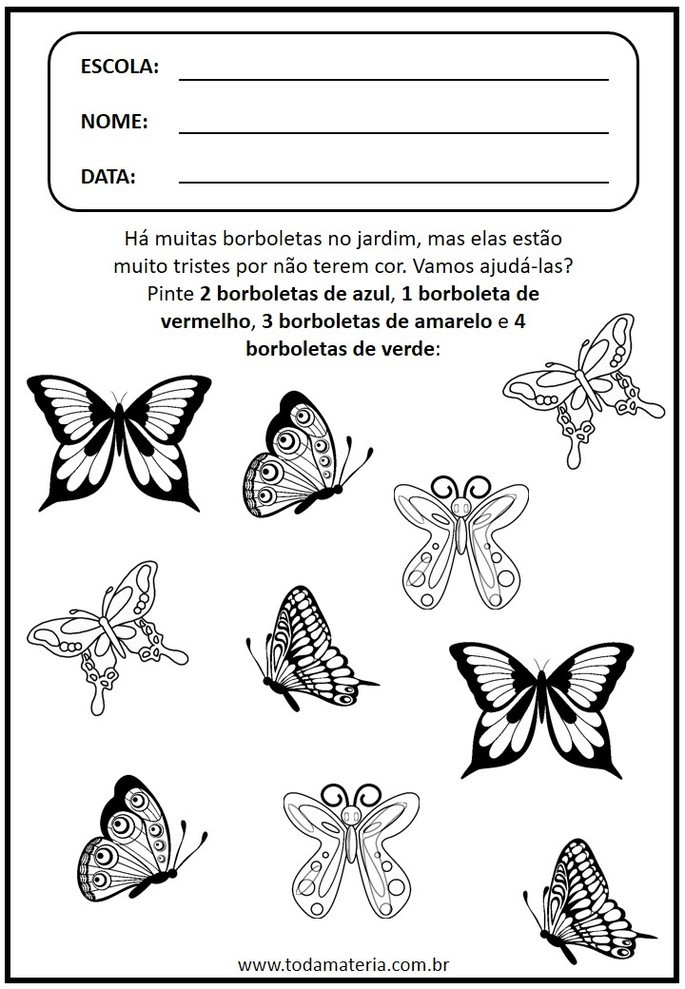 ESCOLA:
NOME:
DATA:
Há muitas borboletas no jardim, mas elas estão
muito tristes por não terem cor. Vamos ajudá-las?
Pinte 2 borboletas de azul, 1 borboleta de
vermelho, 3 borboletas de amarelo e 4
borboletas de verde:
www.todamateria.com.br